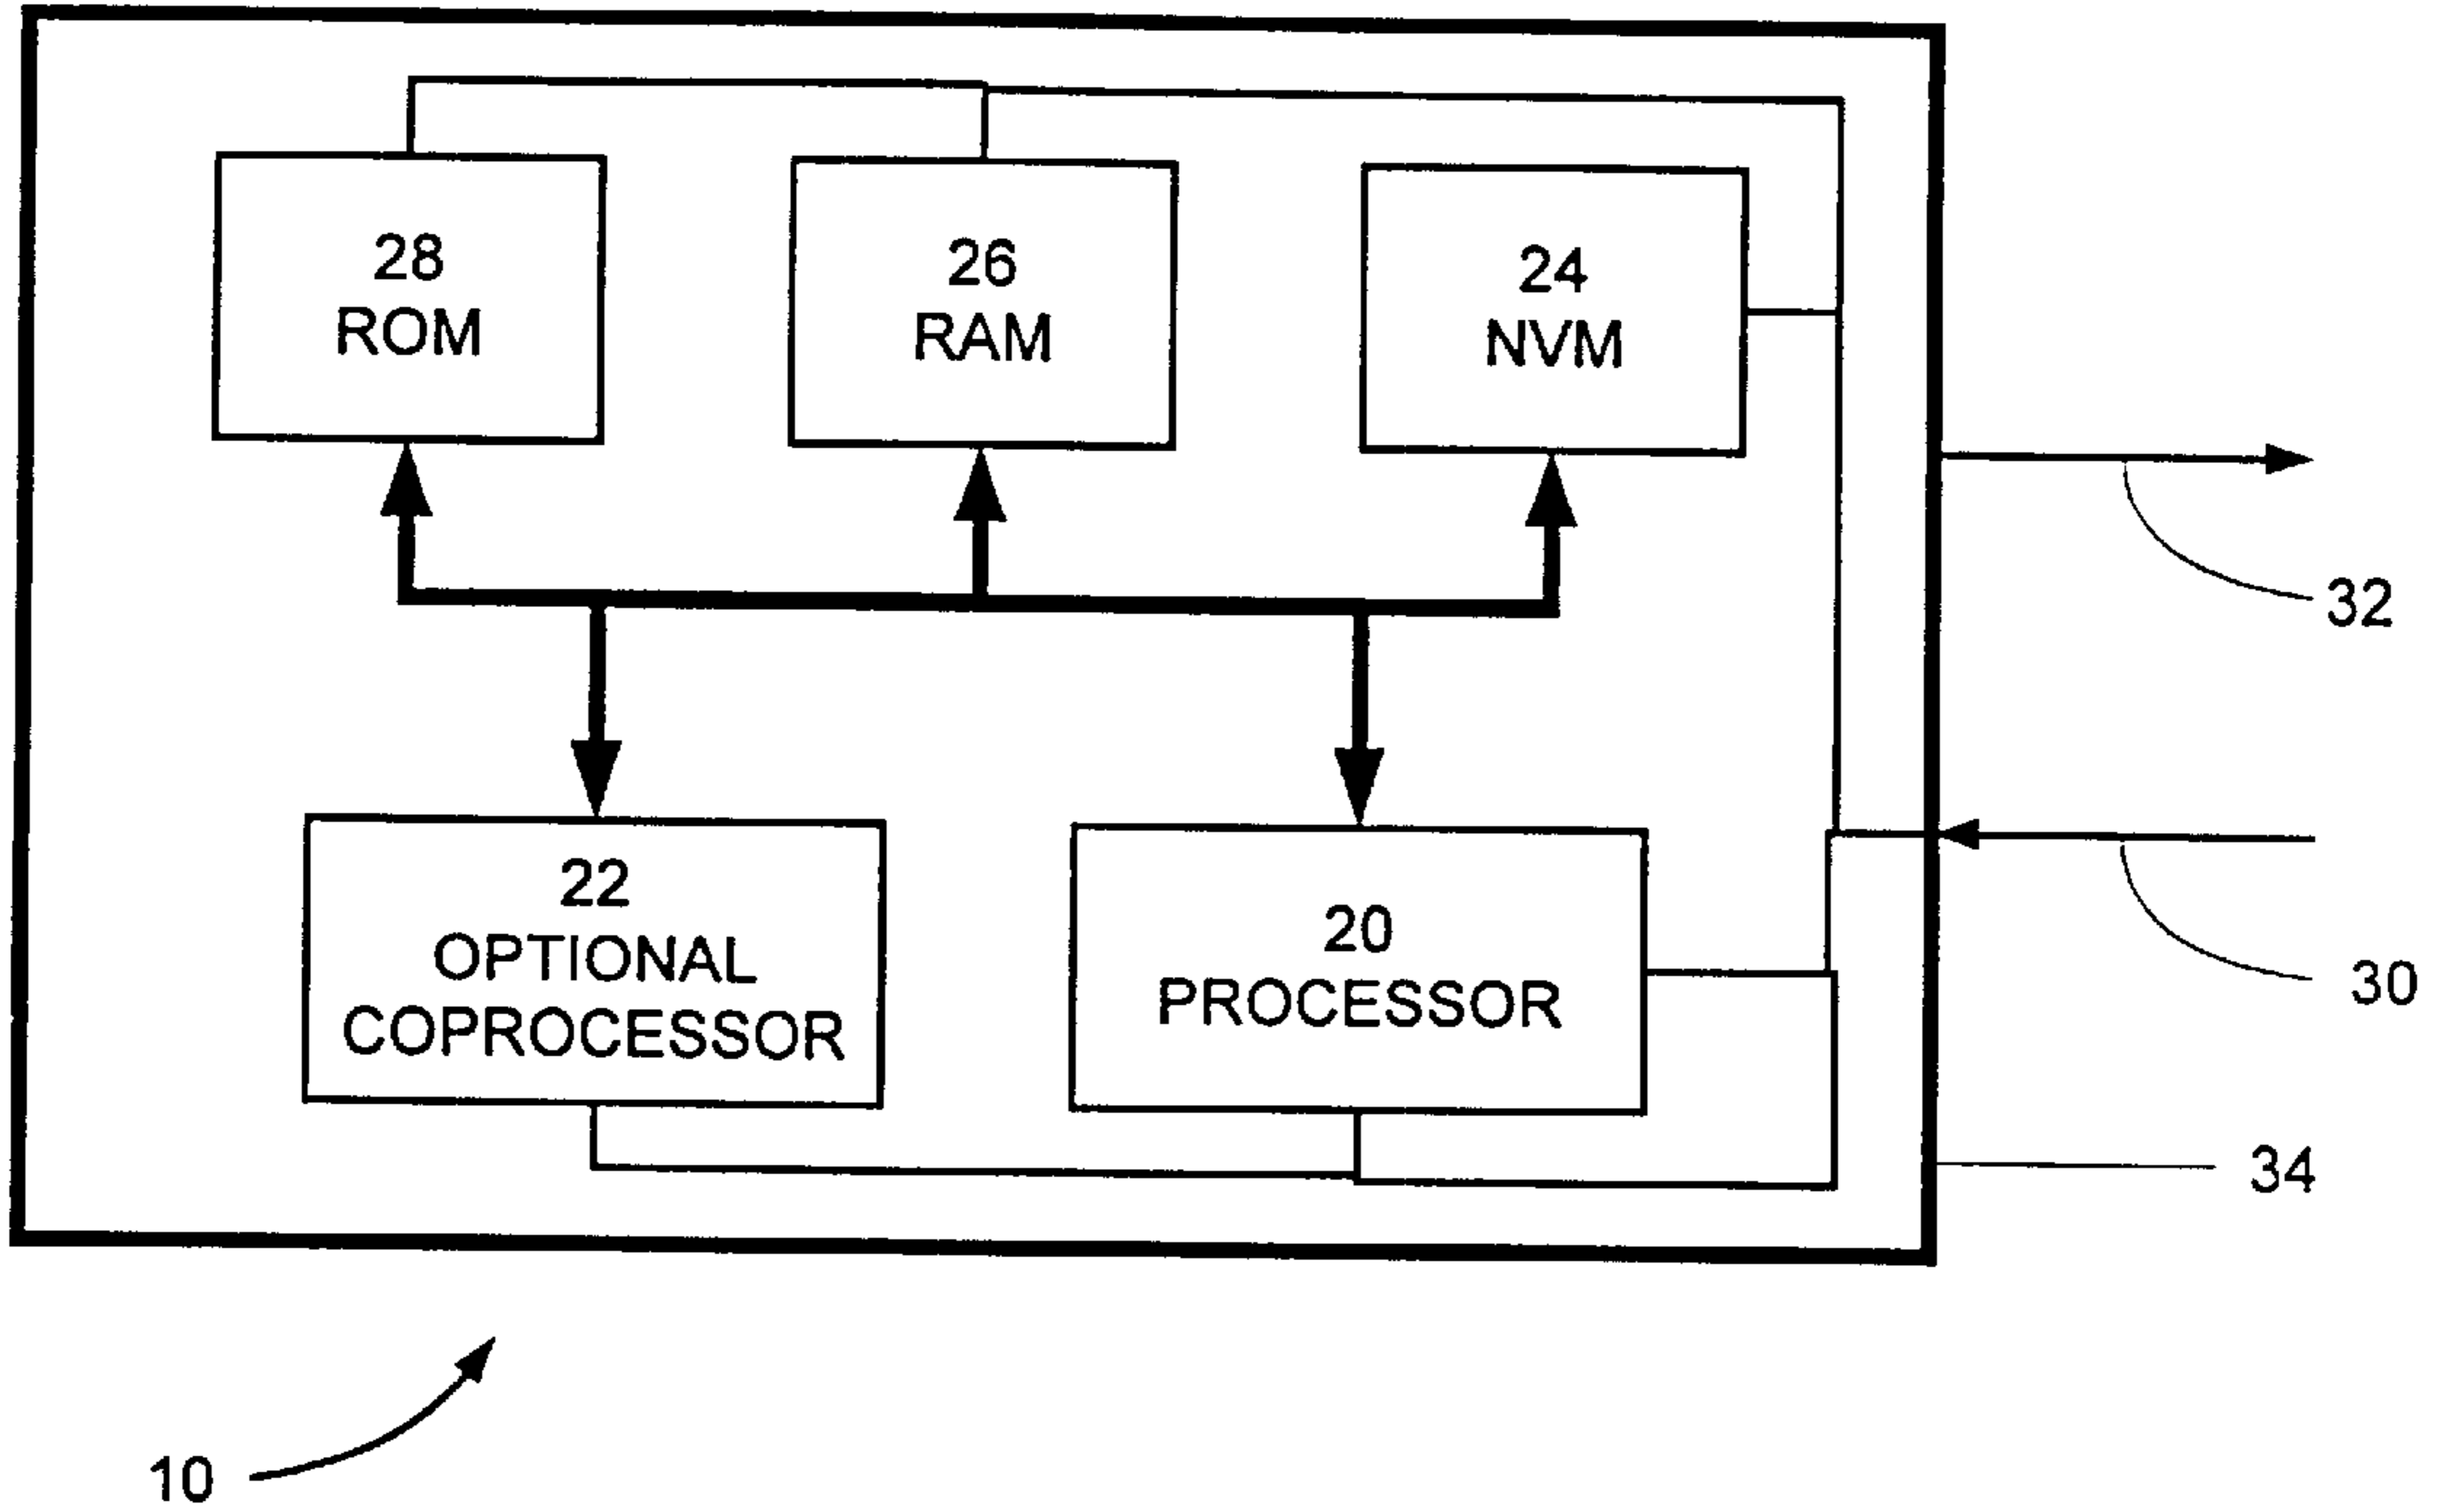 28
ROM
26
RAM
24
NVM
32
22
OPTIONAL
COPROCESSOR
20
PROCESSOR
30
34
10